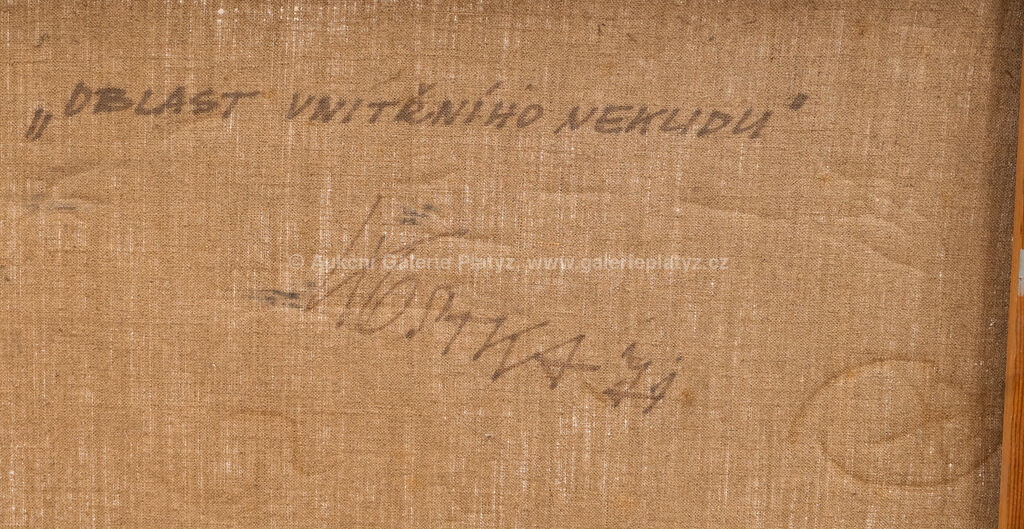 „OBLAST VNITŘNÍHO NEKLIDU"
© Aukční Galerie Platýz, www.galerieplatyz.cz